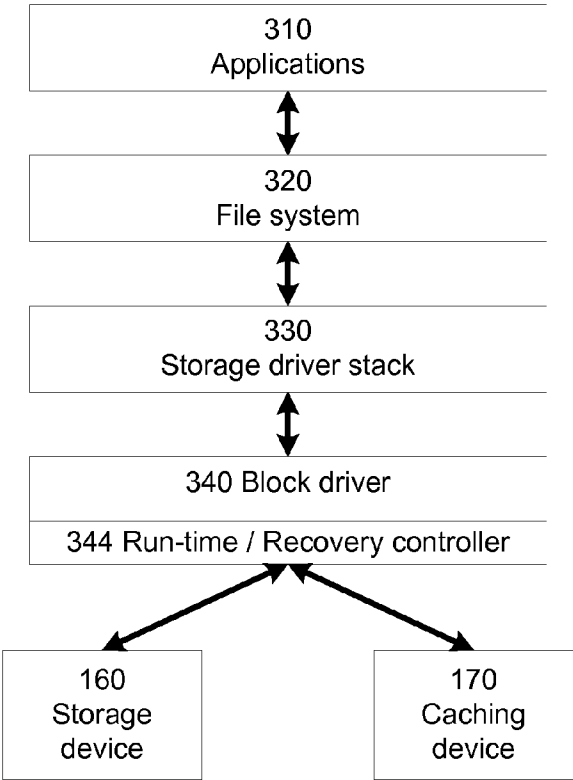 310
Applications
320
File system
330
Storage driver stack
340 Block driver
344 Run-time / Recovery controller
160
Storage
device
170
Caching
device